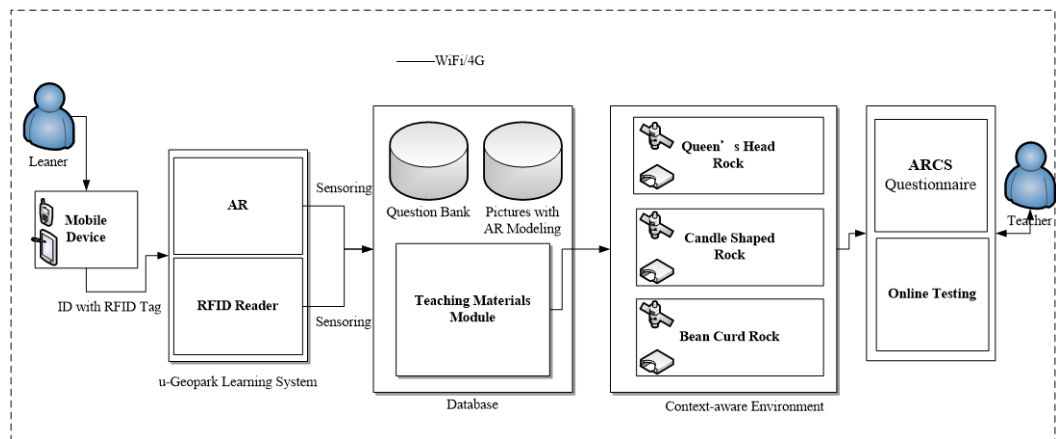 WiFi/4G
Leaner
Mobile
Device
ID with RFID Tag
AR
RFID Reader
u-Geopark Learning System
Sensoring
Sensoring
Question Bank
Pictures with
AR Modeling
Teaching Materials
Module
Database
Queen’s Head
Rock
Candle Shaped
Rock
Bean Curd Rock
Context-aware Environment
ARCS
Questionnaire
Online Testing
Teacher